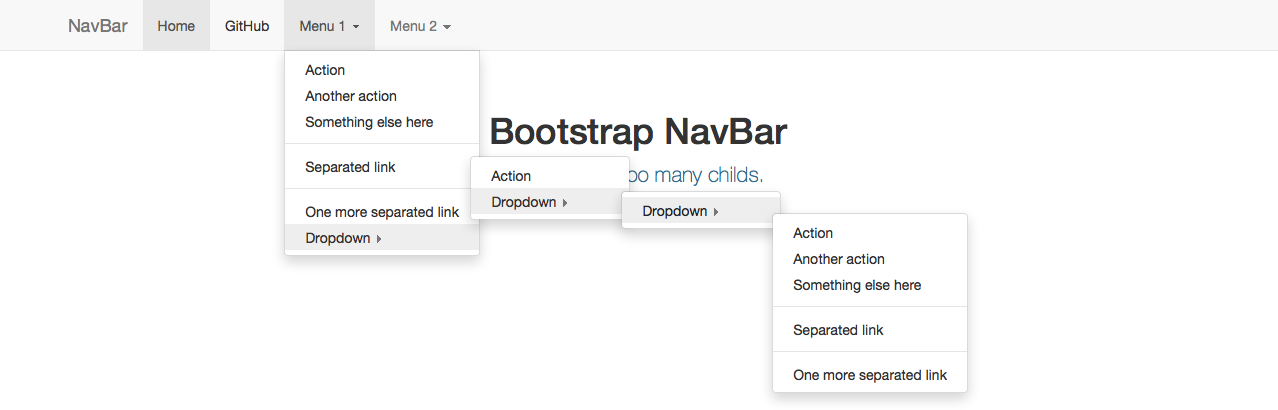 NavBar Home GitHub Menu 1 Menu 2
Action
Another action
Something else here
Separated link
One more separated link
Dropdown
Bootstrap NavBar
many childs.
Action
Dropdown
Dropdown
Action
Another action
Something else here
Separated link
One more separated link